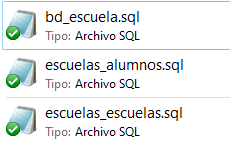 bd_escuela.sql
Tipo: Archivo SQL
escuelas_alumnos.sql
Tipo: Archivo SQL
escuelas_escuelas.sql
Tipo: Archivo SQL